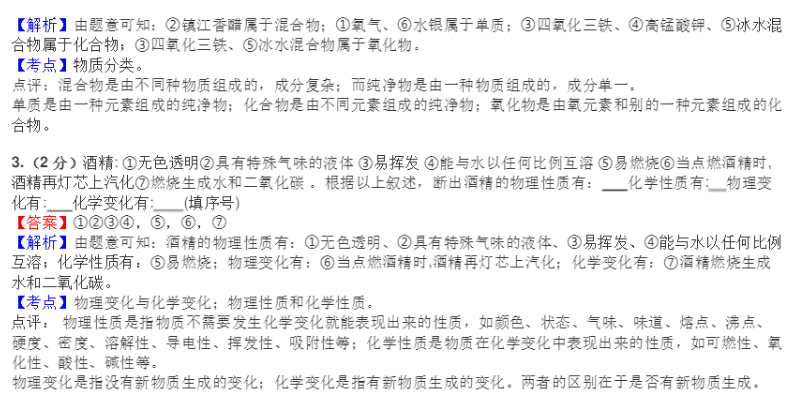 【解析】由题意可知：②镇江香醋属于混合物；①氧气、⑥水银属于单质；③四氧化三铁、④高锰酸钾、⑤冰水混
合物属于化合物；③四氧化三铁、⑤冰水混合物属于氧化物。
【考点】物质分类。
点评：混合物是由不同种物质组成的，成分复杂；而纯净物是由一种物质组成的，成分单一。
单质是由一种元素组成的纯净物；化合物是由不同元素组成的纯净物；氧化物是由氧元素和别的一种元素组成的化
合物。
3.（2 分）酒精: ①无色透明②具有特殊气味的液体 ③易挥发 ④能与水以任何比例互溶 ⑤易燃烧⑥当点燃酒精时，
酒精再灯芯上汽化⑦燃烧生成水和二氧化碳 。根据以上叙述，断出酒精的物理性质有：____化学性质有:___物理变
化有:____化学变化有:_____(填序号)
【答案】①②③④，⑤，⑥，⑦
【解析】由题意可知：酒精的物理性质有：①无色透明、②具有特殊气味的液体、③易挥发、④能与水以任何比例
互溶；化学性质有：⑤易燃烧；物理变化有：⑥当点燃酒精时,酒精再灯芯上汽化；化学变化有：⑦酒精燃烧生成
水和二氧化碳。
【考点】物理变化与化学变化；物理性质和化学性质。
点评： 物理性质是指物质不需要发生化学变化就能表现出来的性质，如颜色、状态、气味、味道、熔点、沸点、
硬度、密度、溶解性、导电性、挥发性、吸附性等；化学性质是物质在化学变化中表现出来的性质，如可燃性、氧
化性、酸性、碱性等。
物理变化是指没有新物质生成的变化；化学变化是指有新物质生成的变化。两者的区别在于是否有新物质生成。